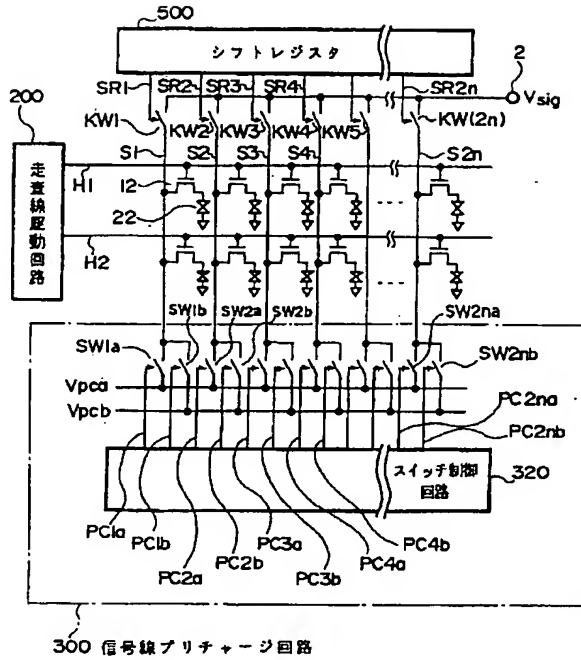 500
シフトレジスタ
SR1 SR2 SR3 SR4 SR2n
2
Vsig
200
KW1 KW2 KW3 KW4 KW5 KW(2n)
S1 S2 S3 S4 S2n
走査線駆動回路
H1 12
22
H2
SW1b SW2a SW2b SW2na
SW1a SW2nb
Vpca
Vpcb
PC2na
PC2nb
スイッチ制御
回路
320
PC1a PC1b PC2a PC2b PC3a PC3b PC4a PC4b
300 信号線プリチャージ回路